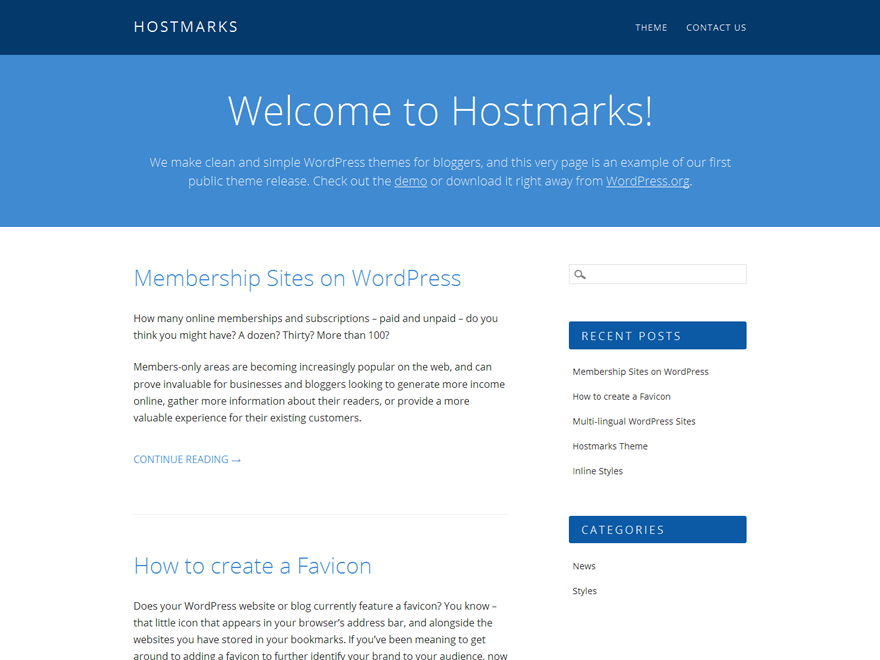 HOSTMARKS
THEME CONTACT US
Welcome to Hostmarks!
We make clean and simple WordPress themes for bloggers, and this very page is an example of our first
public theme release. Check out the demo or download it right away from WordPress.org.
Membership Sites on WordPress
How many online memberships and subscriptions – paid and unpaid – do you
think you might have? A dozen? Thirty? More than 100?
Members-only areas are becoming increasingly popular on the web, and can
prove invaluable for businesses and bloggers looking to generate more income
online, gather more information about their readers, or provide a more
valuable experience for their existing customers.
CONTINUE READING →
How to create a Favicon
Does your WordPress website or blog currently feature a favicon? You know –
that little icon that appears in your browser's address bar, and alongside the
websites you have stored in your bookmarks. If you've been meaning to get
around to adding a favicon to further identify your brand to your audience, now
RECENT POSTS
Membership Sites on WordPress
How to create a Favicon
Multi-lingual WordPress Sites
Hostmarks Theme
Inline Styles
CATEGORIES
News
Styles